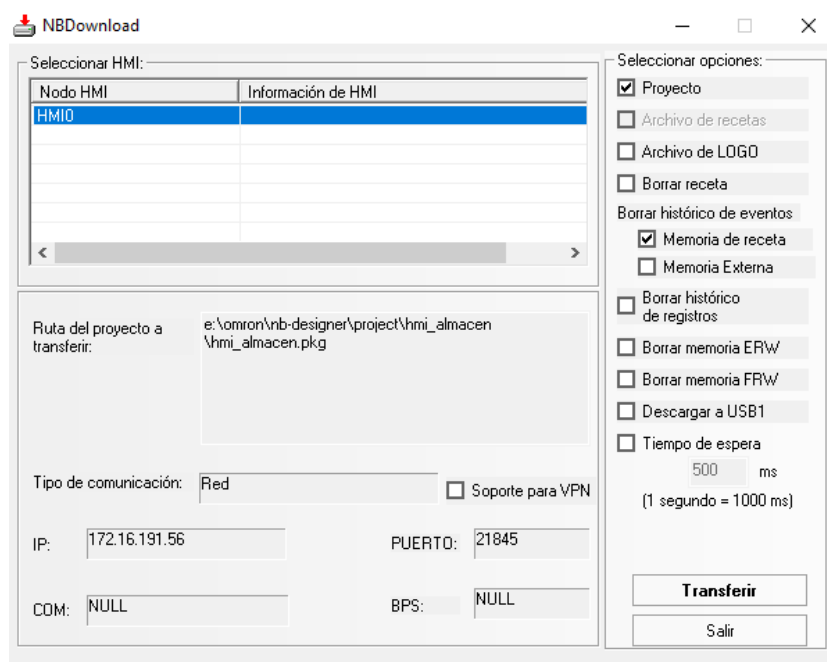 NBDownload
Seleccionar HMI:
Nodo HMI
Información de HMI
HMI0
Ruta del proyecto a
transferir:
e:\omron\nb-designer\project\hmi_almacen
\hmi_almacen.pkg
Tipo de comunicación:
Red
Soporte para VPN
IP:
172.16.191.56
PUERTO:
21845
COM:
NULL
BPS:
NULL
Seleccionar opciones:
Proyecto
Archivo de recetas
Archivo de LOGO
Borrar receta
Borrar histórico de eventos
Memoria de receta
Memoria Externa
Borrar histórico
de registros
Borrar memoria ERW
Borrar memoria FRW
Descargar a USB1
Tiempo de espera
500 ms
(1 segundo = 1000 ms)
Transferir
Salir